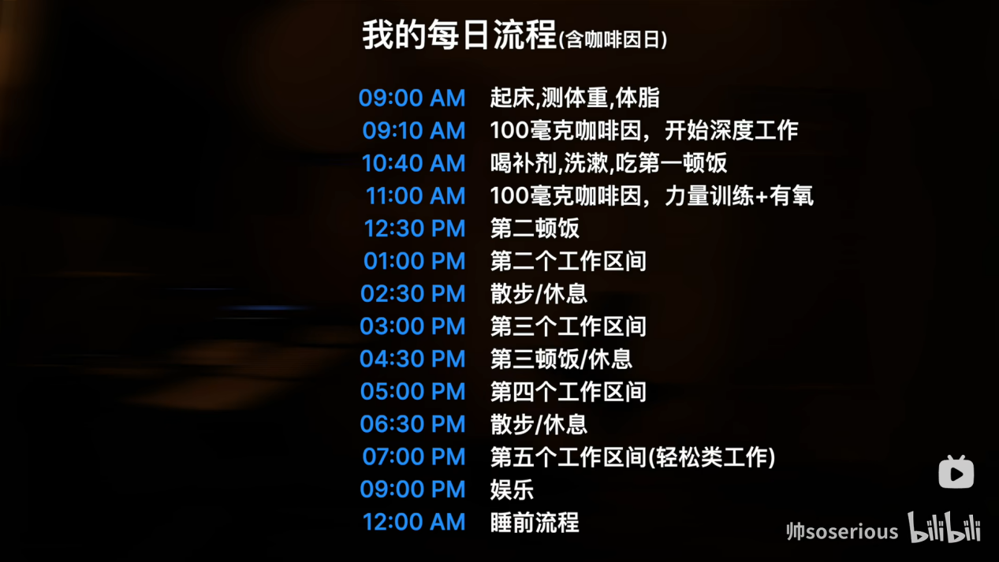 我的每日流程(含咖啡因日)
09:00 AM 起床,测体重,体脂
09:10 AM 100毫克咖啡因，开始深度工作
10:40 AM 喝补剂,洗漱,吃第一顿饭
11:00 AM 100毫克咖啡因，力量训练+有氧
12:30 PM 第二顿饭
01:00 PM 第二个工作区间
02:30 PM 散步/休息
03:00 PM 第三个工作区间
04:30 PM 第三顿饭/休息
05:00 PM 第四个工作区间
06:30 PM 散步/休息
07:00 PM 第五个工作区间(轻松类工作)
09:00 PM 娱乐
12:00 AM 睡前流程
帅soserious bilibili